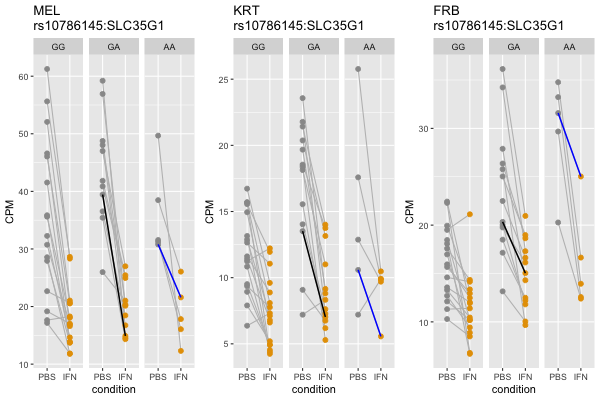 MEL
rs10786145:SLC35G1
GG GA AA
CPM
60
50
40
30
20
10
PBS IFN PBS IFN PBS IFN
condition
KRT
rs10786145:SLC35G1
GG GA AA
CPM
25
20
15
10
5
PBS IFN PBS IFN PBS IFN
condition
FRB
rs10786145:SLC35G1
GG GA AA
CPM
30
20
10
PBS IFN PBS IFN PBS IFN
condition